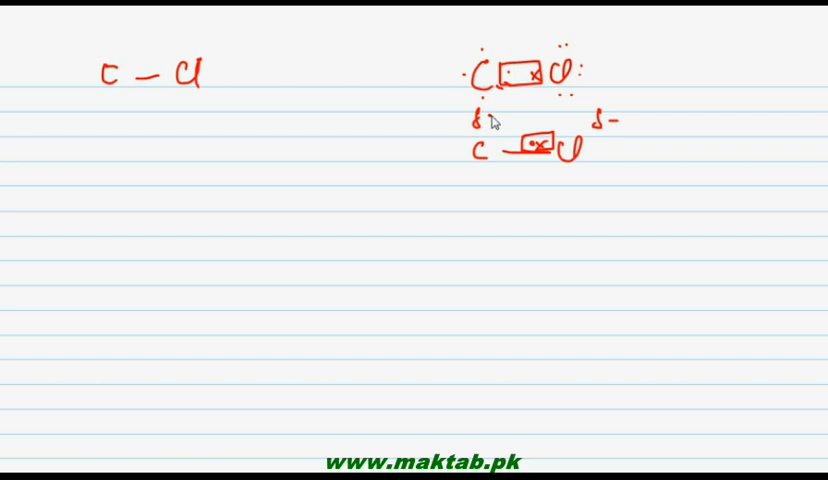 C — Cl
C . x Cl
δ δ-
C — .x Cl
www.maktab.pk